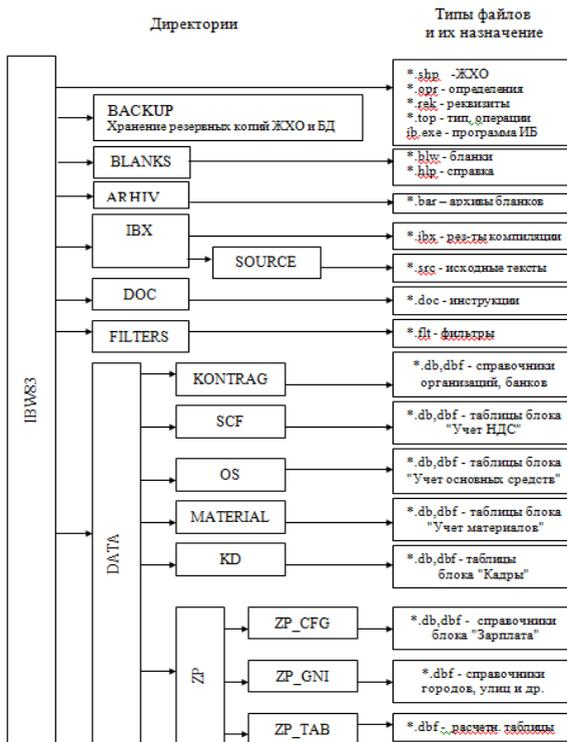 Директории
Типы файлов
и их назначение
IBW83
*.shp -ЖХО
*.opr - определения
*.rek - реквизиты
*.top - тип, операции
ib.exe - программа ИБ
BACKUP
Хранение резервных копий ЖХО и БД
BLANKS
*.blw - бланки
*.hlp - справка
ARHIV
*.bar – архивы бланков
IBX
*.ibx - рез-ты компиляции
SOURCE
*.src - исходные тексты
DOC
*.doc - инструкции
FILTERS
*.flt - фильтры
DATA
KONTRAG
*.db,dbf - справочники
организаций, банков
SCF
*.db,dbf - таблицы блока
"Учет НДС"
OS
*.db,dbf - таблицы блока
"Учет основных средств"
MATERIAL
*.db,dbf - таблицы блока
"Учет материалов"
KD
*.db,dbf - таблицы
блока "Кадры"
ZP
ZP_CFG
*.db,dbf - справочники
блока "Зарплата"
ZP_GNI
*.dbf - справочники
городов, улиц и др.
ZP_TAB
*.dbf - расчетн. таблицы